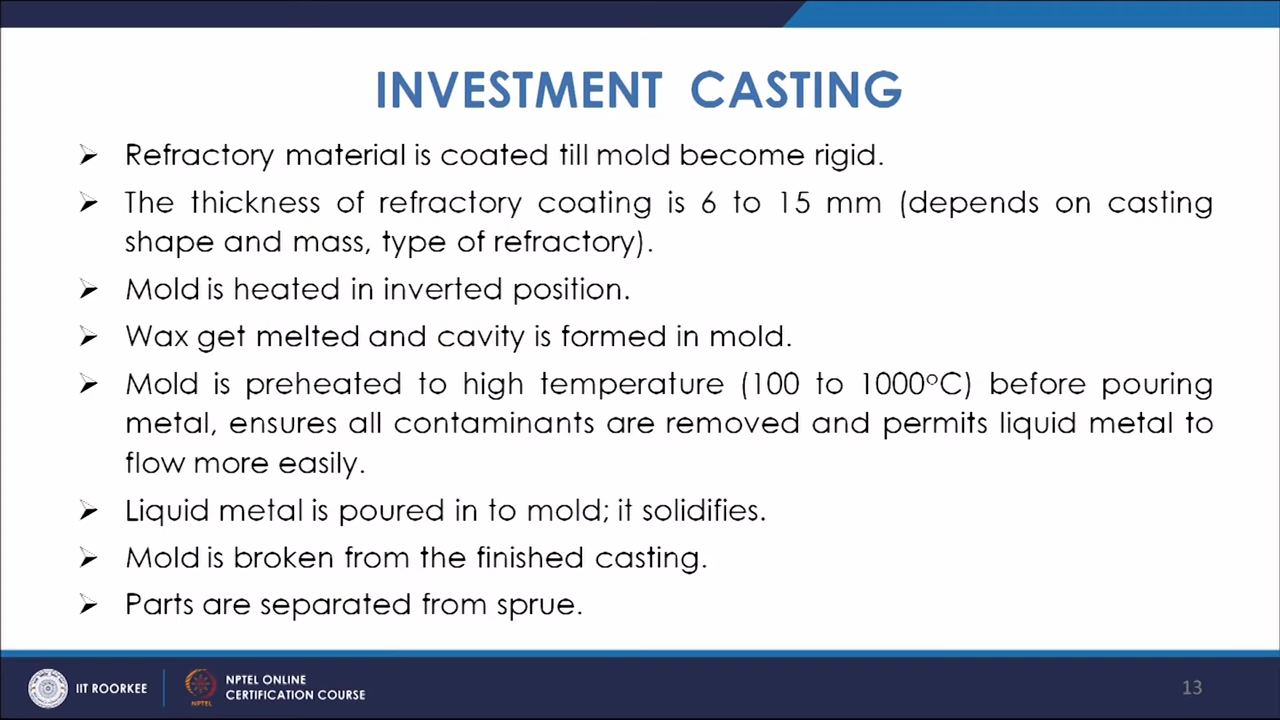 INVESTMENT CASTING
➢ Refractory material is coated till mold become rigid.
➢ The thickness of refractory coating is 6 to 15 mm (depends on casting
shape and mass, type of refractory).
➢ Mold is heated in inverted position.
➢ Wax get melted and cavity is formed in mold.
➢ Mold is preheated to high temperature (100 to 1000°C) before pouring
metal, ensures all contaminants are removed and permits liquid metal to
flow more easily.
➢ Liquid metal is poured in to mold; it solidifies.
➢ Mold is broken from the finished casting.
➢ Parts are separated from sprue.
IIT ROORKEE
NPTEL
NPTEL ONLINE
CERTIFICATION COURSE
13